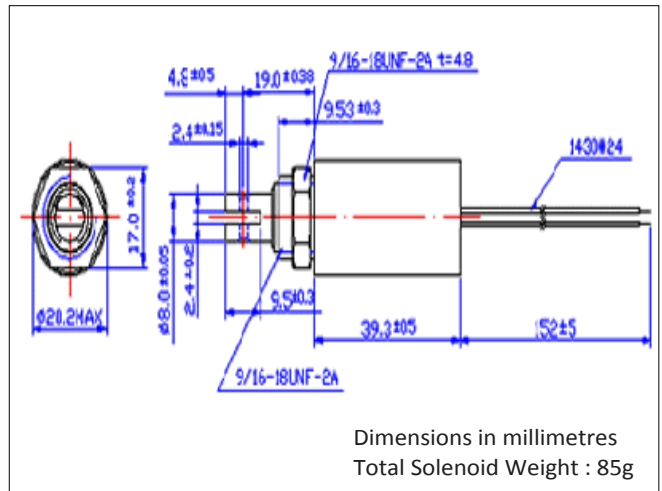 9/16-18UNF-2A t=4.8
4.8±05
19.0±0.38
9.53±0.3
2.4±0.15
1430#24
17.0±0.2
Ø8.0±0.05
2.4±0.2
9.5±0.3
Ø20.2MAX
39.3±05
152±5
9/16-18UNF-2A
Dimensions in millimetres
Total Solenoid Weight : 85g